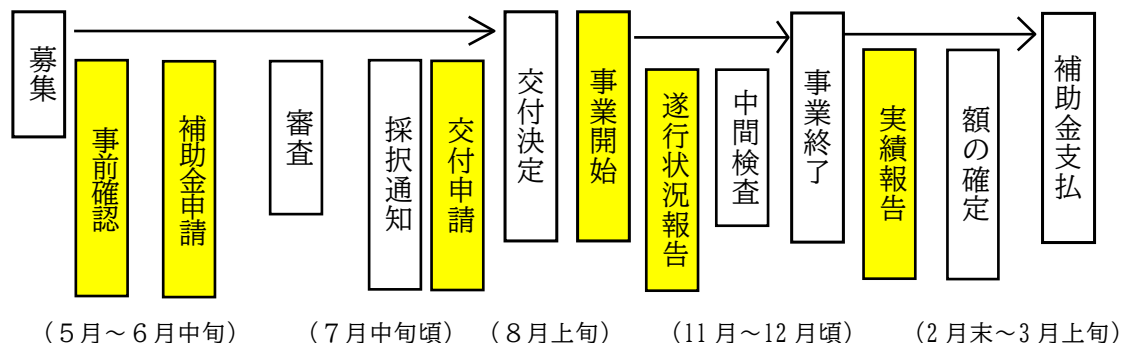 募集
事前確認
補助金申請
審査
採択通知
交付申請
交付決定
事業開始
遂行状況報告
中間検査
事業終了
実績報告
額の確定
補助金支払
（５月～６月中旬）
（７月中旬頃）
（８月上旬）
（11月～12月頃）
（2月末～3月上旬）